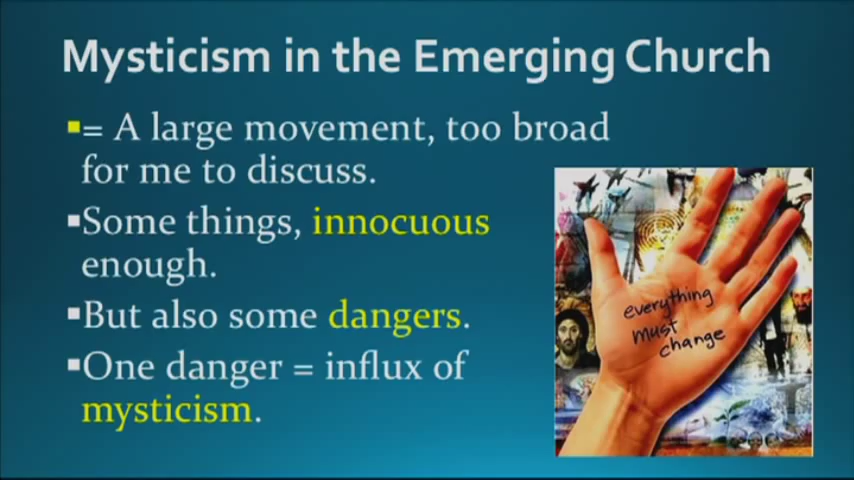 Mysticism in the Emerging Church
▪= A large movement, too broad
for me to discuss.
▪Some things, innocuous
enough.
▪But also some dangers.
▪One danger = influx of
mysticism.
everything
must
change